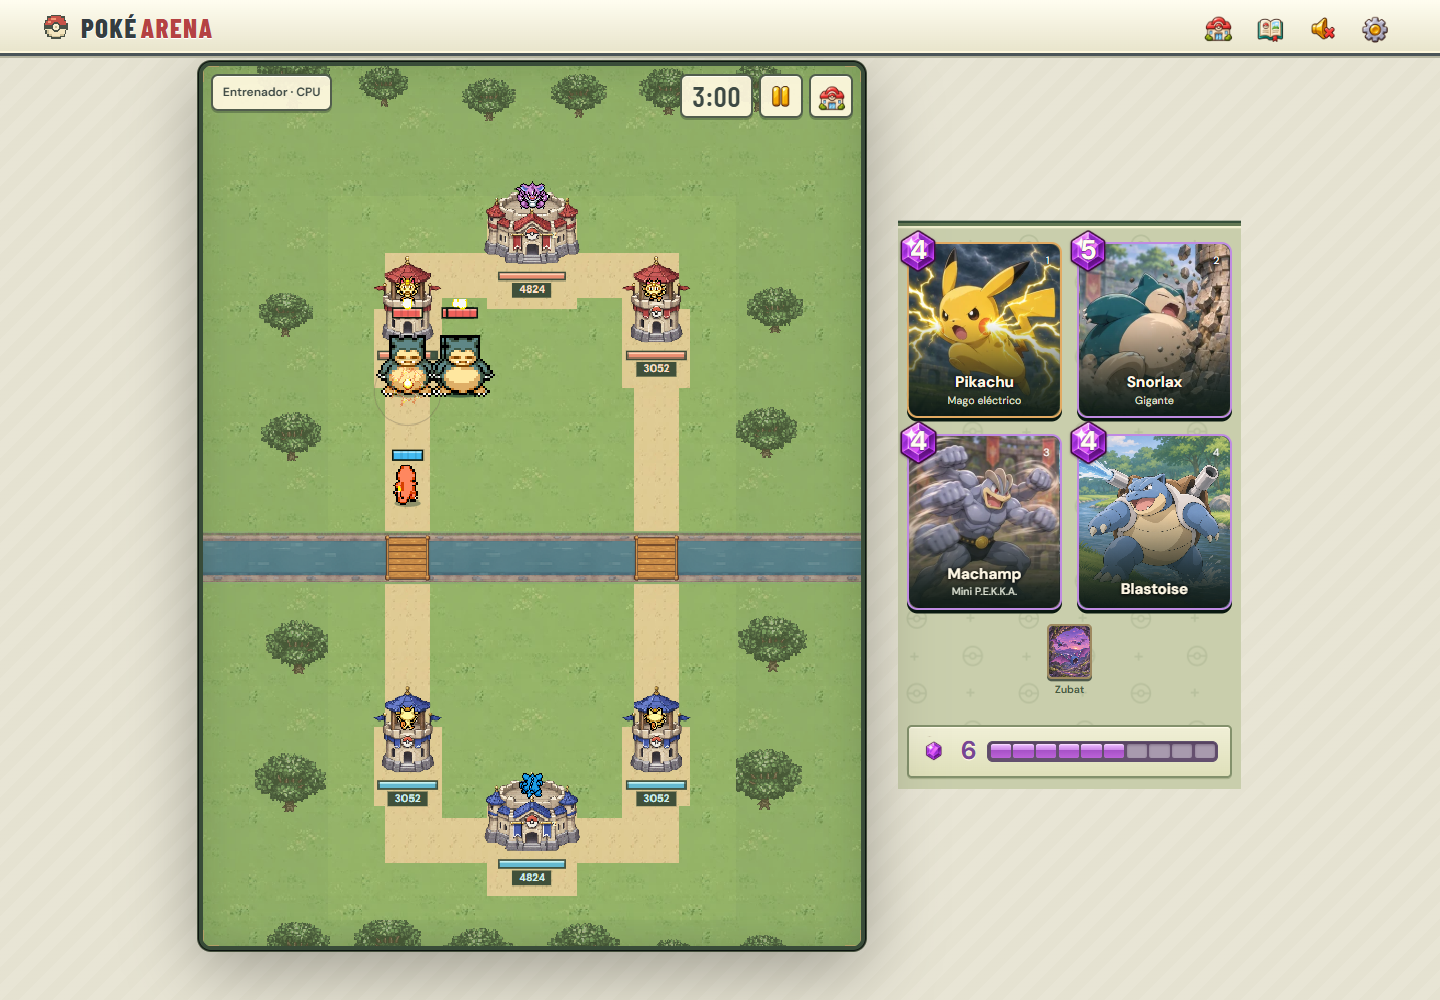 POKÉ ARENA
Entrenador · CPU
3:00
4824
3052
3052
3052
4824
4
1
Pikachu
Mago eléctrico
5
2
Snorlax
Gigante
4
3
Machamp
Mini P.E.K.K.A.
4
4
Blastoise
Zubat
6